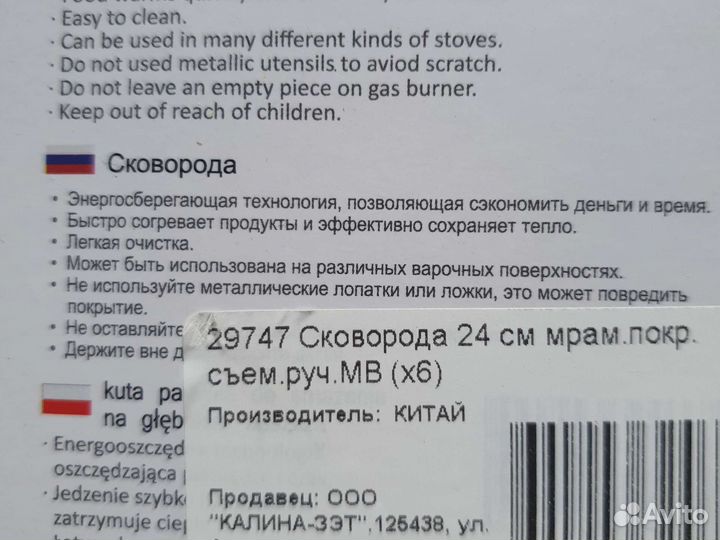 · Easy to clean.
· Can be used in many different kinds of stoves.
· Do not used metallic utensils to aviod scratch.
· Do not leave an empty piece on gas burner.
· Keep out of reach of children.
Сковорода
• Энергосберегающая технология, позволяющая сэкономить деньги и время.
• Быстро согревает продукты и эффективно сохраняет тепло.
• Легкая очистка.
• Может быть использована на различных варочных поверхностях.
• Не используйте металлические лопатки или ложки, это может повредить
покрытие.
• Не оставляйте
• Держите вне д
29747 Сковорода 24 см мрам.покр.
съем.руч.MB (x6)
Производитель: КИТАЙ
Продавец: ООО
"КАЛИНА-ЗЭТ".125438, ул.
kuta pa
na głęb
· Energooszczęd
oszczędzająca
· Jedzenie szybk
zatrzymuje ciep
Avito